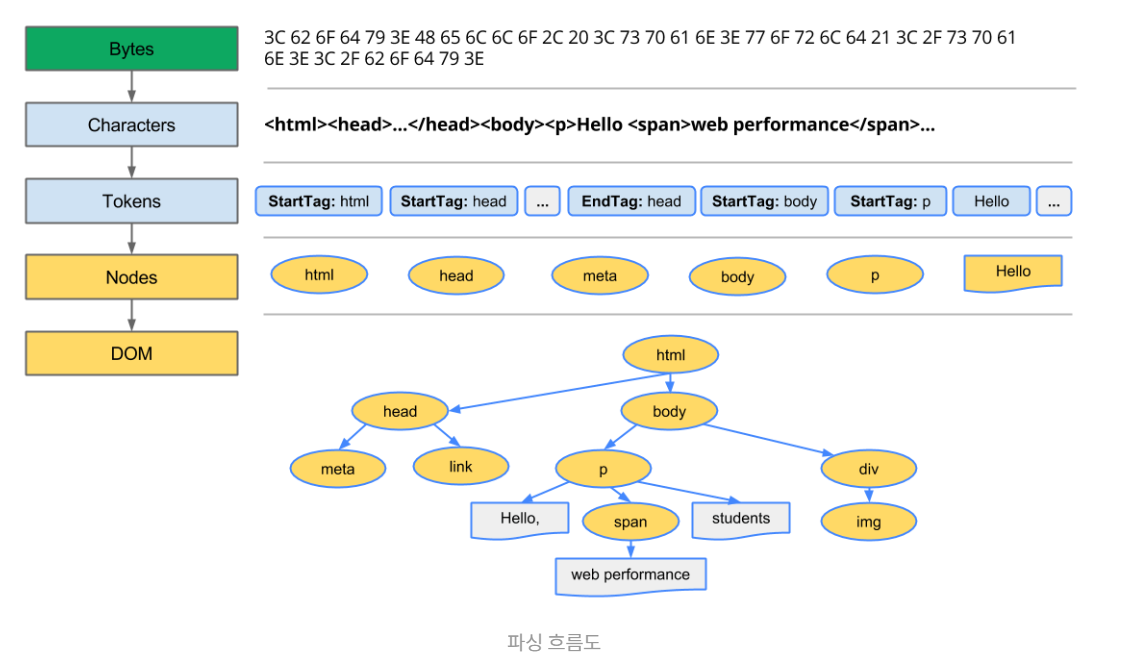 Bytes
3C 62 6F 64 79 3E 48 65 6C 6C 6F 2C 20 3C 73 70 61 6E 3E 77 6F 72 6C 64 21 3C 2F 73 70 61
6E 3E 3C 2F 62 6F 64 79 3E
Characters
<html><head>...</head><body><p>Hello <span>web performance</span>...
Tokens
StartTag: html
StartTag: head
...
EndTag: head
StartTag: body
StartTag: p
Hello
...
Nodes
html
head
meta
body
p
Hello
DOM
html
head
body
meta
link
p
div
Hello,
span
students
img
web performance
파싱 흐름도